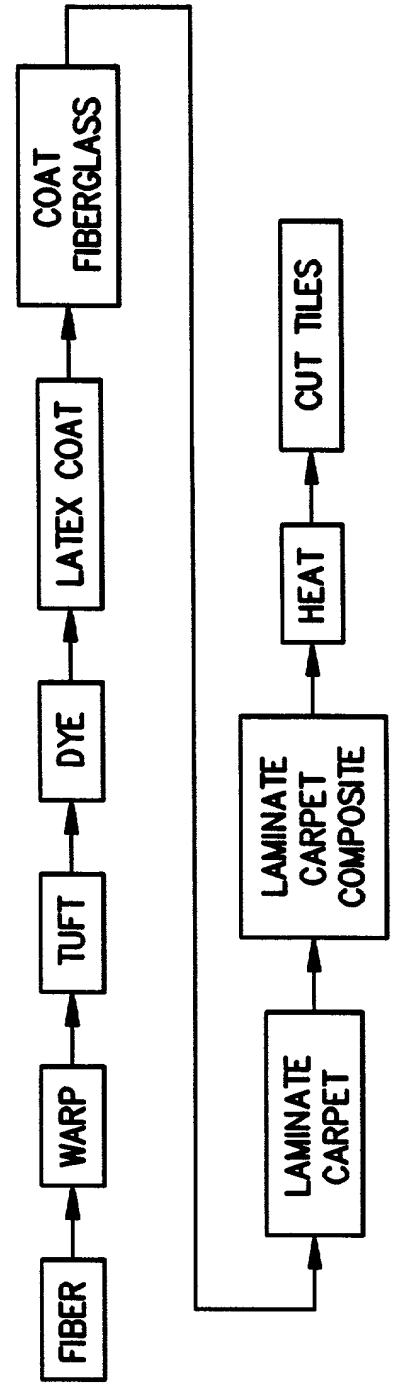 FIBER
WARP
TUFT
DYE
LATEX COAT
COAT
FIBERGLASS
LAMINATE
CARPET
LAMINATE
CARPET
COMPOSITE
HEAT
CUT TILES